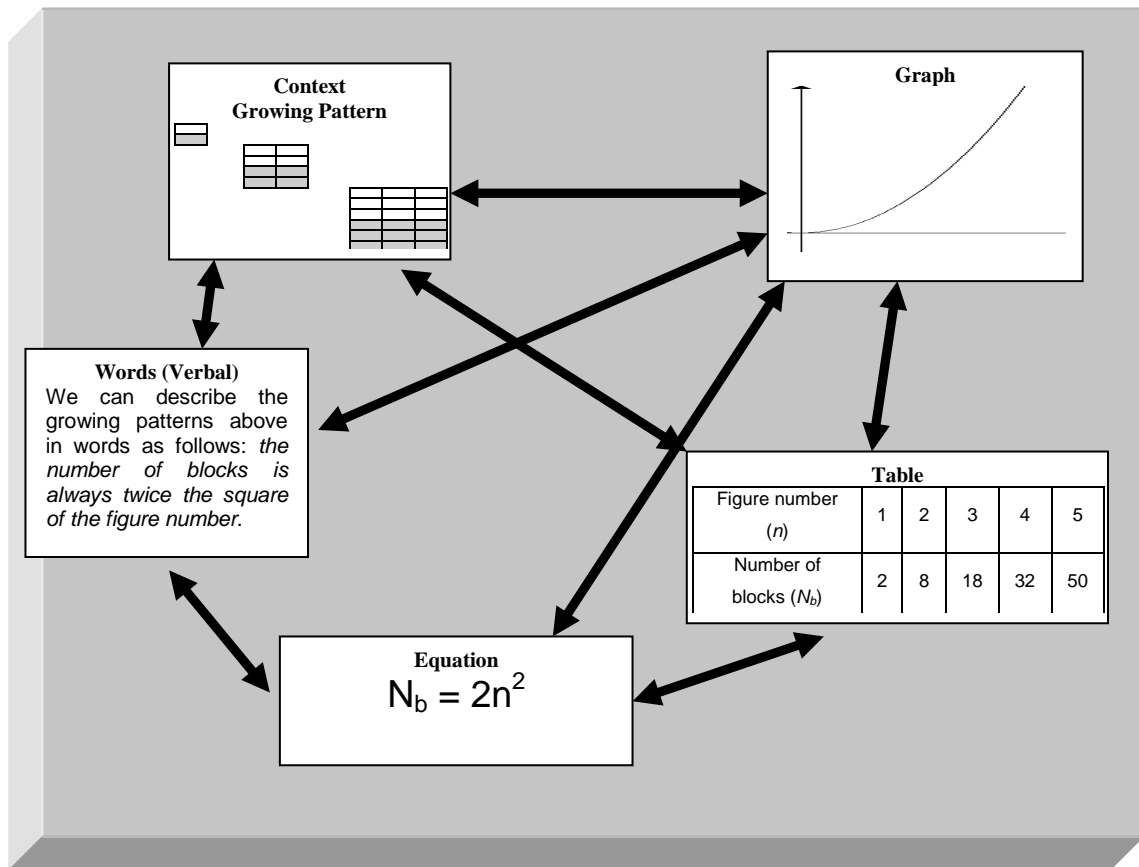 Context
Growing Pattern
Graph
Words (Verbal)
We can describe the
growing patterns above
in words as follows: the
number of blocks is
always twice the square
of the figure number.
Table
Figure number
(n)
1 2 3 4 5
Number of
blocks (Nb)
2 8 18 32 50
Equation
Nb = 2n²